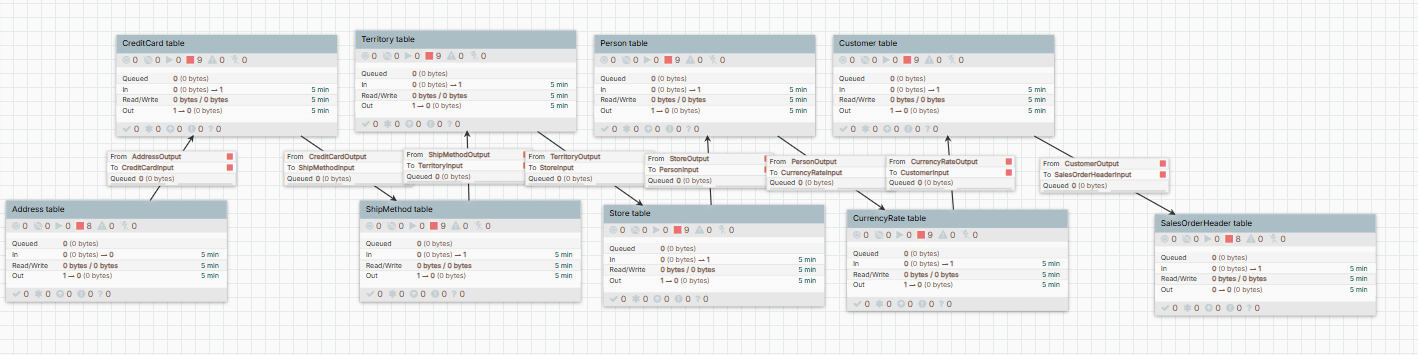 CreditCard table
0 0 0 9 0 0
Queued 0 (0 bytes)
In 0 (0 bytes) → 1 5 min
Read/Write 0 bytes / 0 bytes 5 min
Out 1 → 0 (0 bytes) 5 min
0 0 0 0 ? 0
Territory table
0 0 0 9 0 0
Queued 0 (0 bytes)
In 0 (0 bytes) → 1 5 min
Read/Write 0 bytes / 0 bytes 5 min
Out 1 → 0 (0 bytes) 5 min
0 0 0 0 ? 0
Person table
0 0 0 9 0 0
Queued 0 (0 bytes)
In 0 (0 bytes) → 1 5 min
Read/Write 0 bytes / 0 bytes 5 min
Out 1 → 0 (0 bytes) 5 min
0 0 0 0 ? 0
Customer table
0 0 0 9 0 0
Queued 0 (0 bytes)
In 0 (0 bytes) → 1 5 min
Read/Write 0 bytes / 0 bytes 5 min
Out 1 → 0 (0 bytes) 5 min
0 0 0 0 ? 0
From AddressOutput
To CreditCardInput
Queued 0 (0 bytes)
From CreditCardOutput
To ShipMethodInput
Queued 0 (0 bytes)
From ShipMethodOutput
To TerritoryInput
Queued 0 (0 bytes)
From TerritoryOutput
To StoreInput
Queued 0 (0 bytes)
From StoreOutput
To PersonInput
Queued 0 (0 bytes)
From PersonOutput
To CurrencyRateInput
Queued 0 (0 bytes)
From CurrencyRateOutput
To CustomerInput
Queued 0 (0 bytes)
From CustomerOutput
To SalesOrderHeaderInput
Queued 0 (0 bytes)
Address table
0 0 0 8 0 0
Queued 0 (0 bytes)
In 0 (0 bytes) → 0 5 min
Read/Write 0 bytes / 0 bytes 5 min
Out 1 → 0 (0 bytes) 5 min
0 0 0 0 ? 0
ShipMethod table
0 0 0 9 0 0
Queued 0 (0 bytes)
In 0 (0 bytes) → 1 5 min
Read/Write 0 bytes / 0 bytes 5 min
Out 1 → 0 (0 bytes) 5 min
0 0 0 0 ? 0
Store table
0 0 0 9 0 0
Queued 0 (0 bytes)
In 0 (0 bytes) → 1 5 min
Read/Write 0 bytes / 0 bytes 5 min
Out 1 → 0 (0 bytes) 5 min
0 0 0 0 ? 0
CurrencyRate table
0 0 0 9 0 0
Queued 0 (0 bytes)
In 0 (0 bytes) → 1 5 min
Read/Write 0 bytes / 0 bytes 5 min
Out 1 → 0 (0 bytes) 5 min
0 0 0 0 ? 0
SalesOrderHeader table
0 0 0 8 0 0
Queued 0 (0 bytes)
In 0 (0 bytes) → 1 5 min
Read/Write 0 bytes / 0 bytes 5 min
Out 0 → 0 (0 bytes) 5 min
0 0 0 0 ? 0